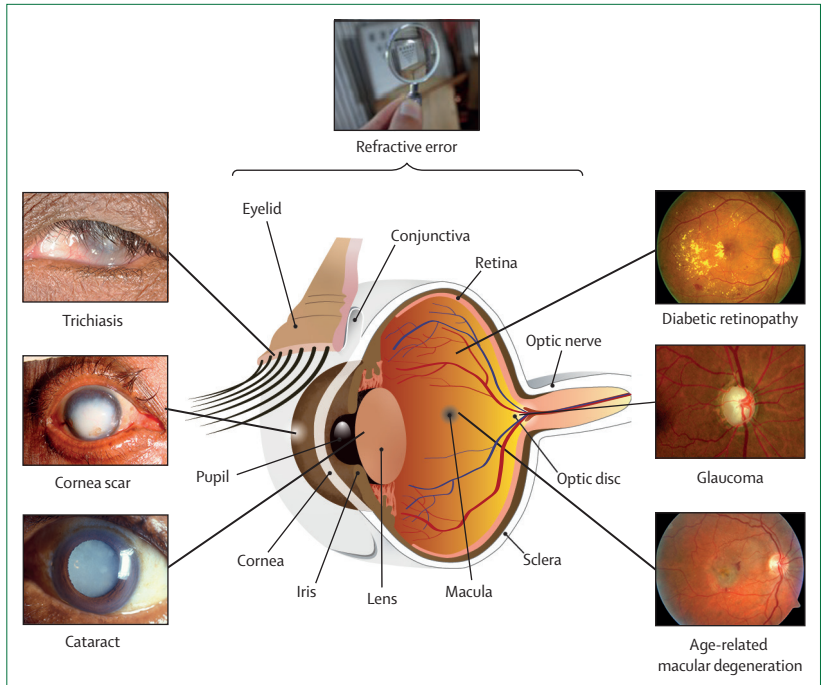 Refractive error
Eyelid
Conjunctiva
Retina
Trichiasis
Diabetic retinopathy
Optic nerve
Pupil
Cornea scar
Optic disc
Glaucoma
Cornea
Sclera
Iris
Lens
Macula
Cataract
Age-related
macular degeneration